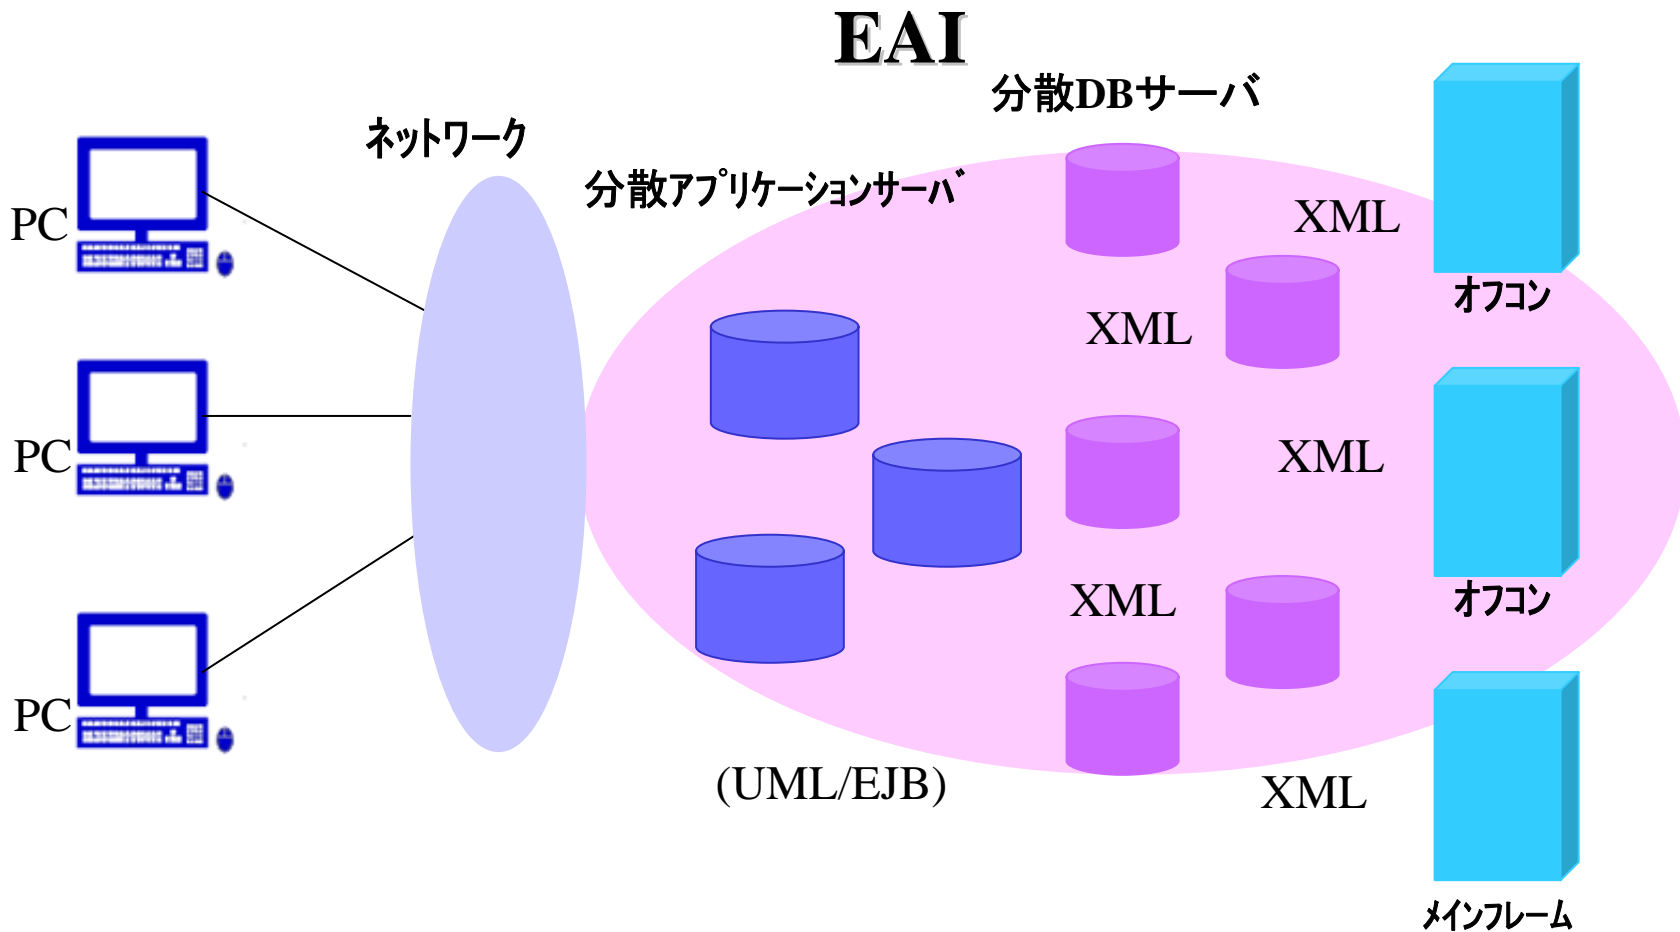 EAI
分散DBサーバ
ネットワーク
分散アプリケーションサーバ
PC
XML
オフコン
XML
PC
XML
オフコン
XML
PC
(UML/EJB)
XML
メインフレーム